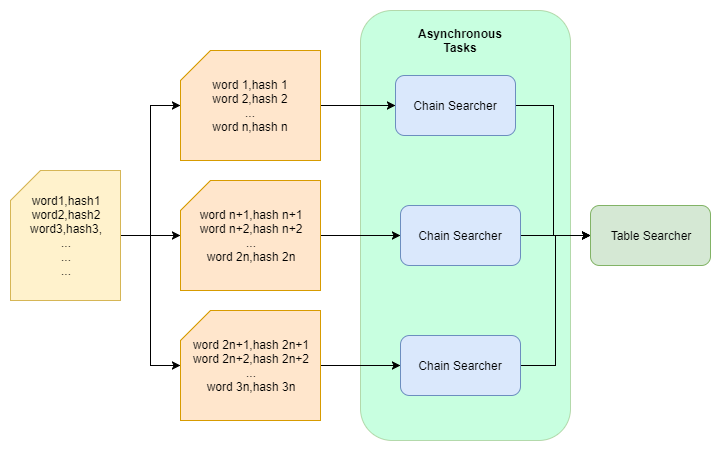 Asynchronous
Tasks
word 1,hash 1
word 2,hash 2
...
word n,hash n
Chain Searcher
word1,hash1
word2,hash2
word3,hash3,
...
...
...
word n+1,hash n+1
word n+2,hash n+2
...
word 2n,hash 2n
Chain Searcher
Table Searcher
word 2n+1,hash 2n+1
word 2n+2,hash 2n+2
...
word 3n,hash 3n
Chain Searcher